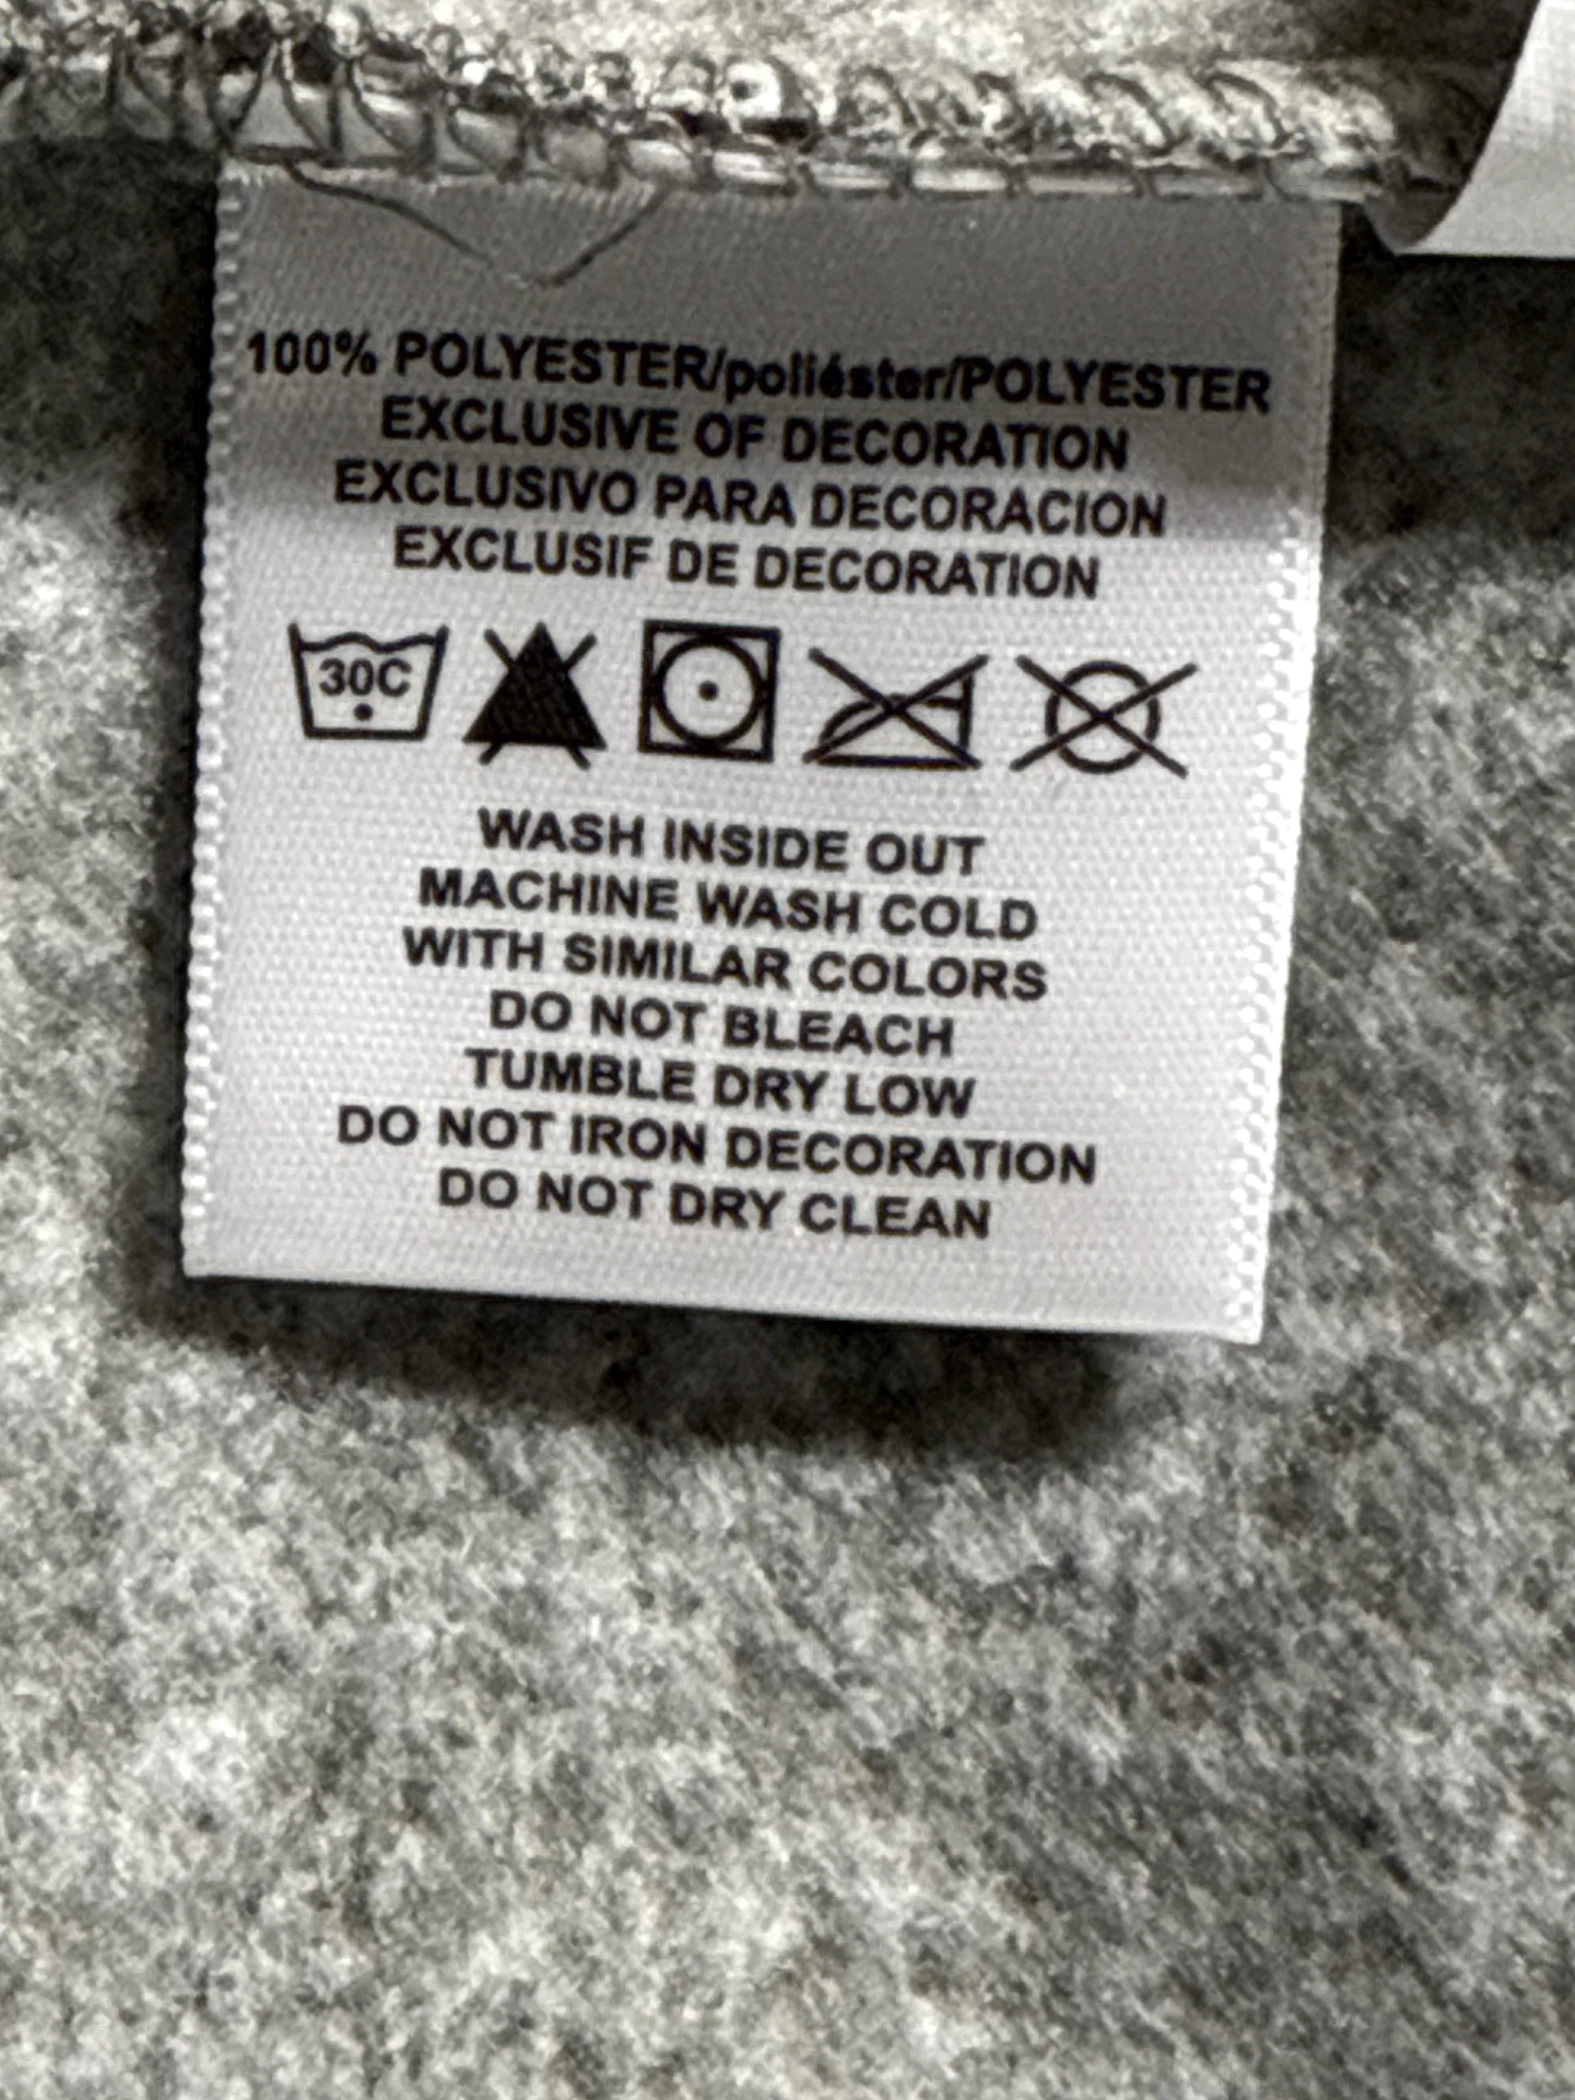 100% POLYESTER/poliéster/POLYESTER
EXCLUSIVE OF DECORATION
EXCLUSIVO PARA DECORACION
EXCLUSIF DE DECORATION
30C
WASH INSIDE OUT
MACHINE WASH COLD
WITH SIMILAR COLORS
DO NOT BLEACH
TUMBLE DRY LOW
DO NOT IRON DECORATION
DO NOT DRY CLEAN